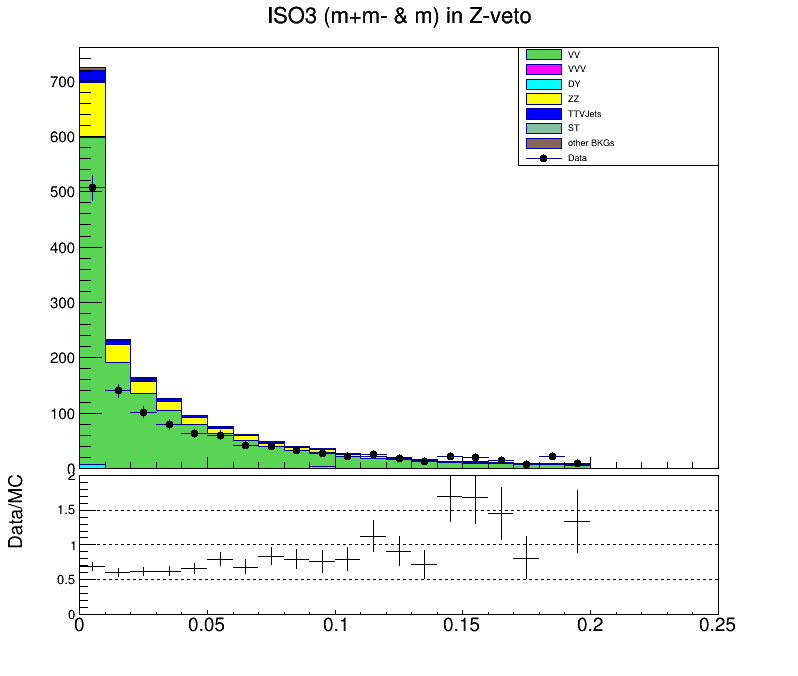 ISO3 (m+m- & m) in Z-veto
VV
VVV
DY
ZZ
TTVJets
ST
other BKGs
Data
700
600
500
400
300
200
100
0
Data/MC
2
1.5
1
0.5
0
0 0.05 0.1 0.15 0.2 0.25